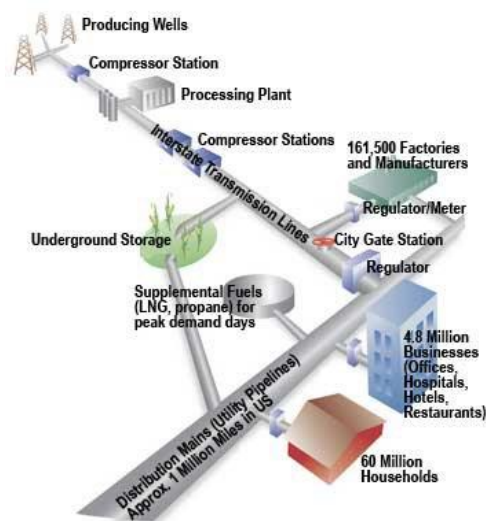 Producing Wells
Compressor Station
Processing Plant
Interstate Transmission Lines
Compressor Stations
161,500 Factories
and Manufacturers
Regulator/Meter
City Gate Station
Underground Storage
Regulator
Supplemental Fuels
(LNG, propane) for
peak demand days
4.8 Million
Businesses
(Offices,
Hospitals,
Hotels,
Restaurants)
Distribution Mains (Utility Pipelines)
Approx. 1 Million Miles in US
60 Million
Households